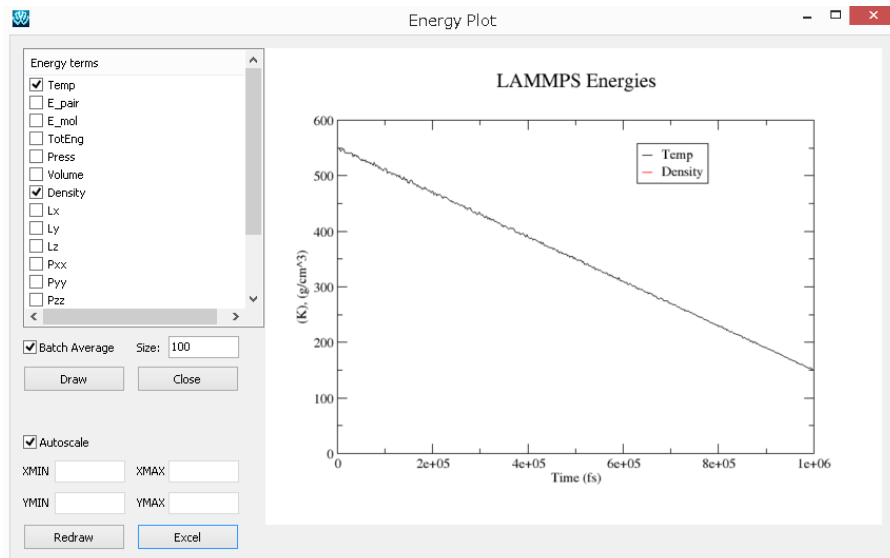 Energy Plot
Energy terms
Temp
E_pair
E_mol
TotEng
Press
Volume
Density
Lx
Ly
Lz
Pxx
Pyy
Pzz
Batch Average Size: 100
Draw Close
Autoscale
XMIN XMAX
YMIN YMAX
Redraw Excel
LAMMPS Energies
600
500
400
300
200
100
0
(K), (g/cm^3)
Temp
Density
0 2e+05 4e+05 6e+05 8e+05 1e+06
Time (fs)